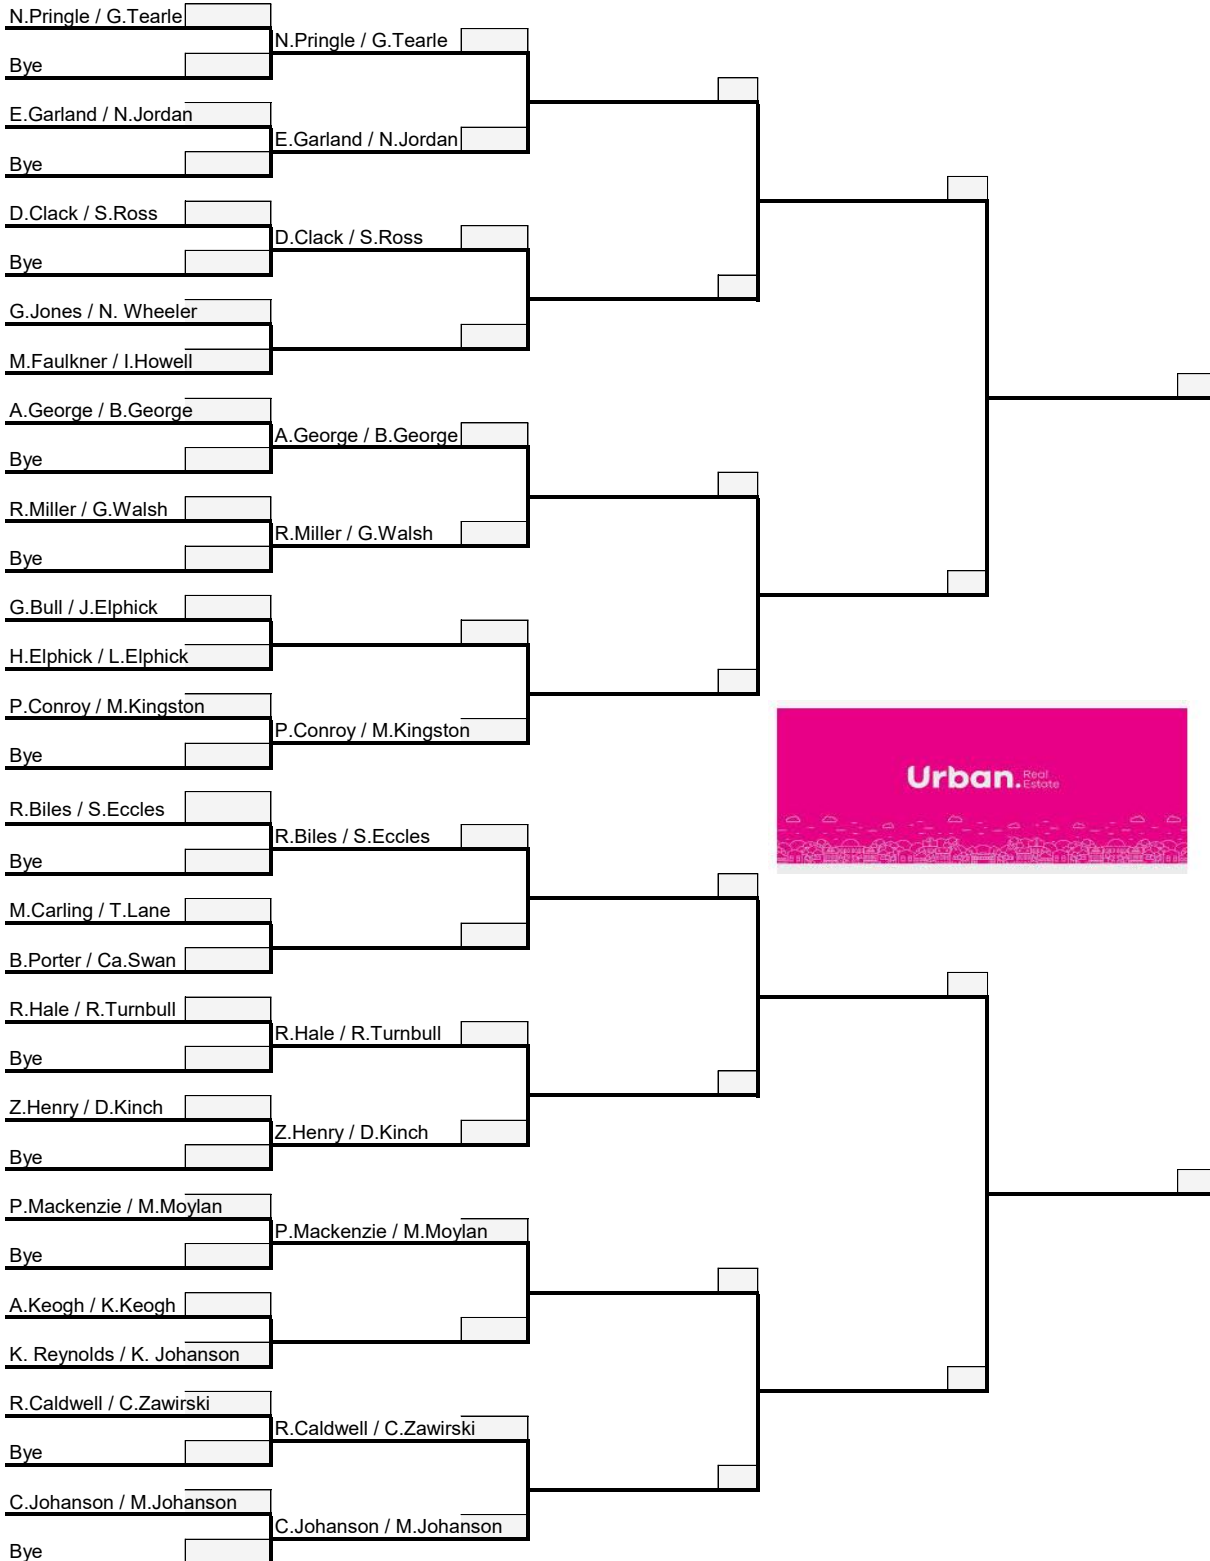 N.Pringle / G.Tearle
N.Pringle / G.Tearle
Bye
E.Garland / N.Jordan
E.Garland / N.Jordan
Bye
D.Clack / S.Ross
D.Clack / S.Ross
Bye
G.Jones / N. Wheeler
M.Faulkner / I.Howell
A.George / B.George
A.George / B.George
Bye
R.Miller / G.Walsh
R.Miller / G.Walsh
Bye
G.Bull / J.Elphick
H.Elphick / L.Elphick
P.Conroy / M.Kingston
P.Conroy / M.Kingston
Bye
Urban. Real
Estate
R.Biles / S.Eccles
R.Biles / S.Eccles
Bye
M.Carling / T.Lane
B.Porter / Ca.Swan
R.Hale / R.Turnbull
R.Hale / R.Turnbull
Bye
Z.Henry / D.Kinch
Z.Henry / D.Kinch
Bye
P.Mackenzie / M.Moylan
P.Mackenzie / M.Moylan
Bye
A.Keogh / K.Keogh
K. Reynolds / K. Johanson
R.Caldwell / C.Zawirski
R.Caldwell / C.Zawirski
Bye
C.Johanson / M.Johanson
C.Johanson / M.Johanson
Bye